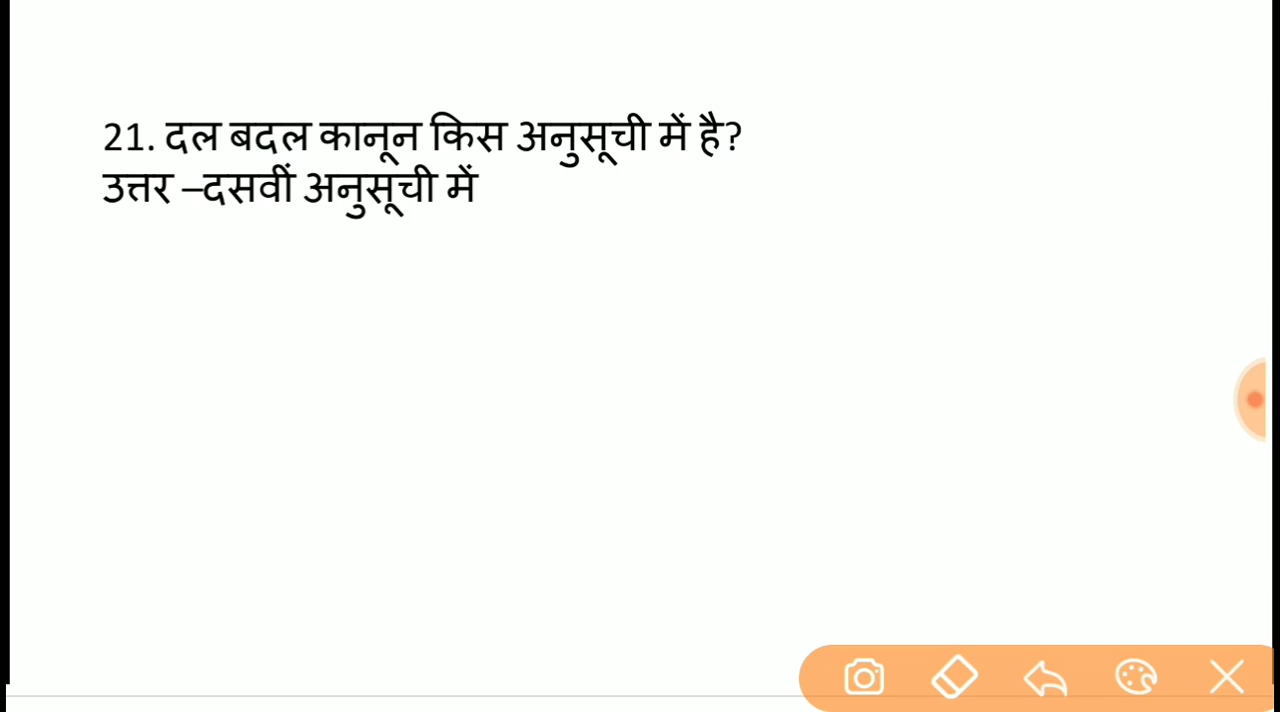 21. दल बदल कानून किस अनुसूची में है?
उत्तर –दसवीं अनुसूची में